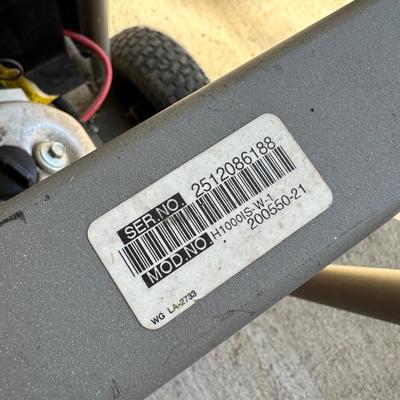 SER.NO. 2512086188
MOD.NO H1000IS-W-1
200550-21
WG LA-2733